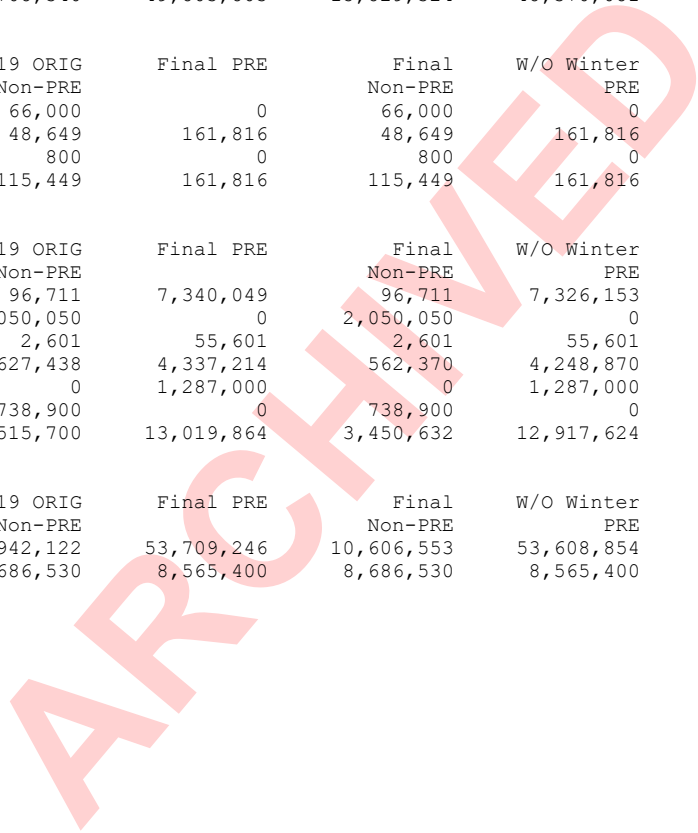 19 ORIG Final PRE Final W/O Winter
Non-PRE Non-PRE PRE
66,000 0 66,000 0
48,649 161,816 48,649 161,816
800 0 800 0
115,449 161,816 115,449 161,816
19 ORIG Final PRE Final W/O Winter
Non-PRE Non-PRE PRE
96,711 7,340,049 96,711 7,326,153
050,050 0 2,050,050 0
2,601 55,601 2,601 55,601
627,438 4,337,214 562,370 4,248,870
0 1,287,000 0 1,287,000
738,900 0 738,900 0
515,700 13,019,864 3,450,632 12,917,624
19 ORIG Final PRE Final W/O Winter
Non-PRE Non-PRE PRE
942,122 53,709,246 10,606,553 53,608,854
686,530 8,565,400 8,686,530 8,565,400
ARCHIVED